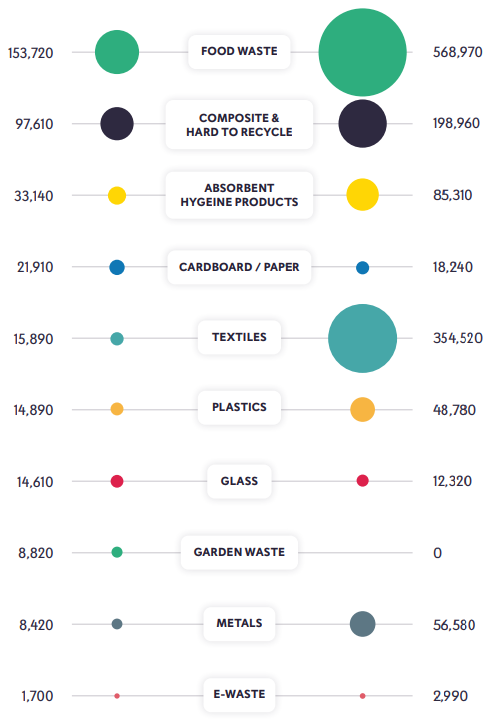 153,720 FOOD WASTE 568,970
97,610 COMPOSITE & 198,960
HARD TO RECYCLE
33,140 ABSORBENT 85,310
HYGEINE PRODUCTS
21,910 CARDBOARD / PAPER 18,240
15,890 TEXTILES 354,520
14,890 PLASTICS 48,780
14,610 GLASS 12,320
8,820 GARDEN WASTE 0
8,420 METALS 56,580
1,700 E-WASTE 2,990